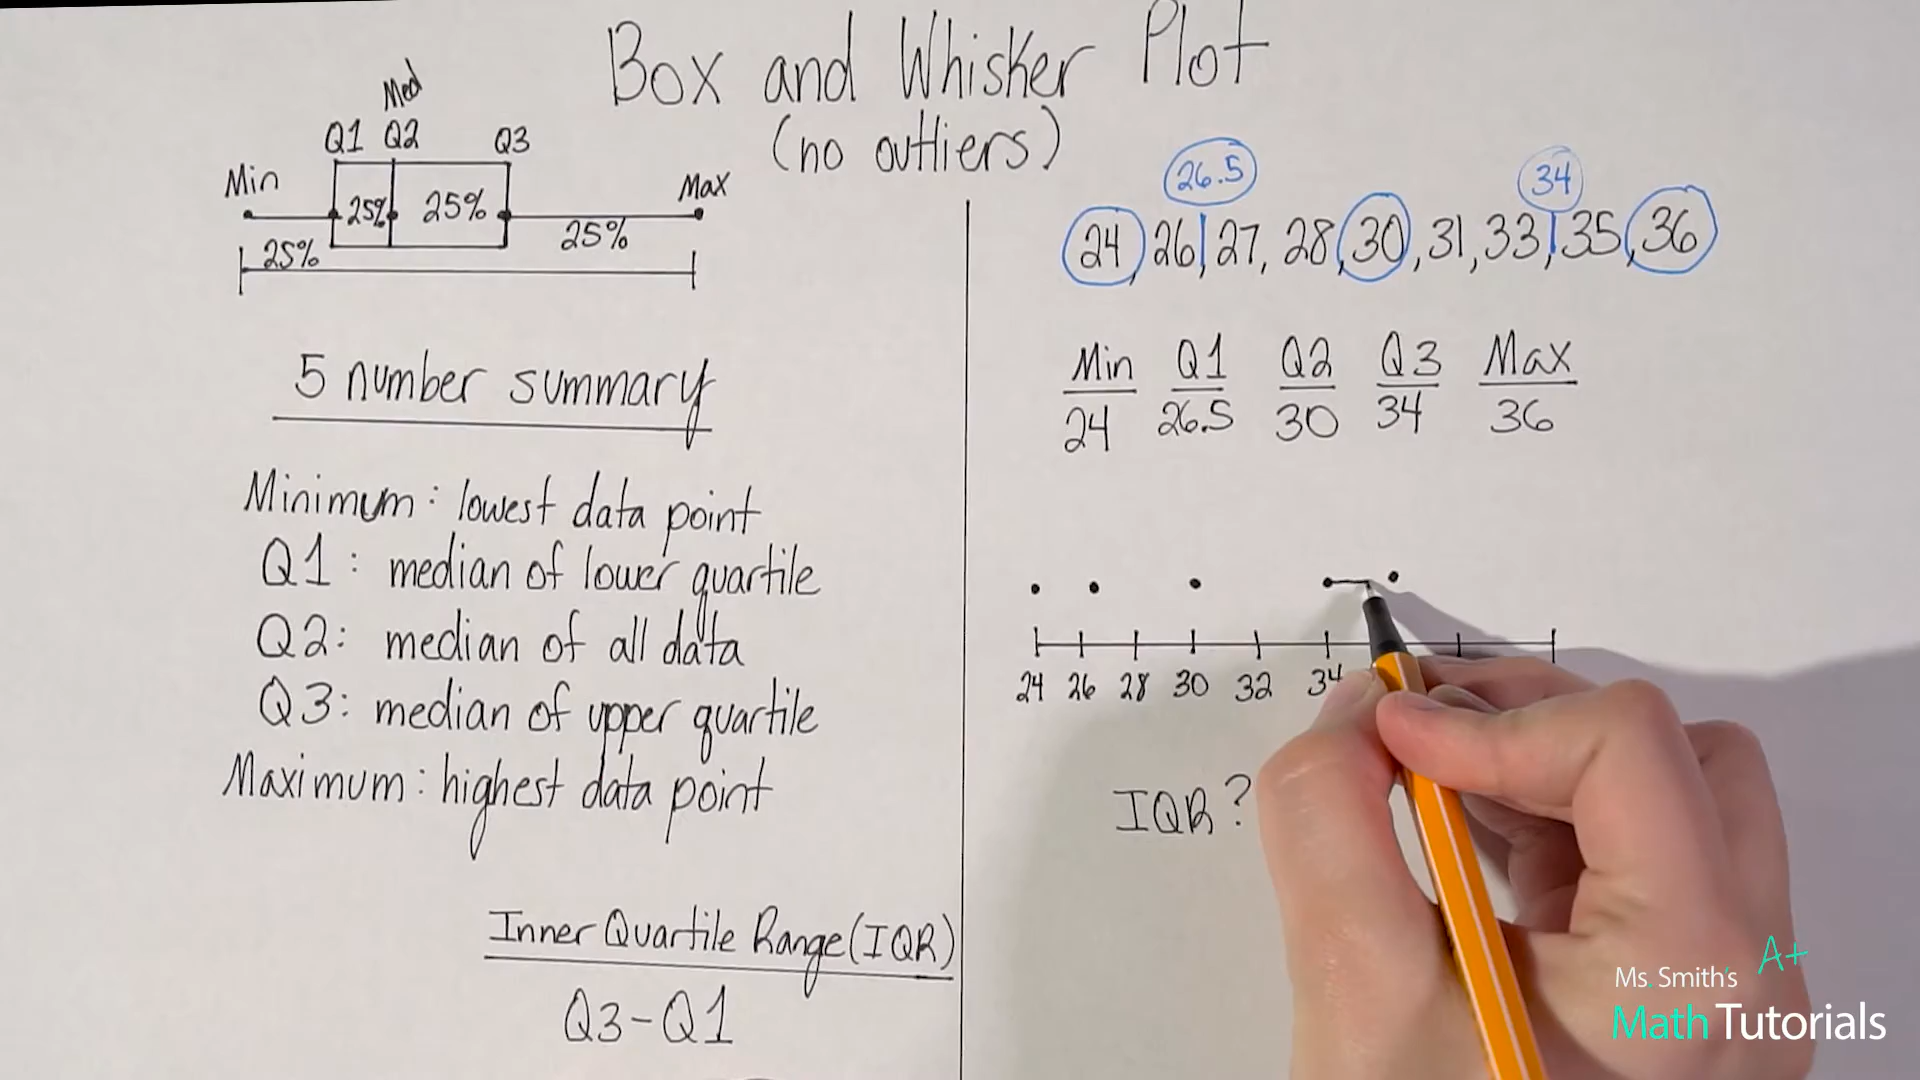 Box and Whisker Plot
(no outliers)
Med
Q1 Q2 Q3
Min Max
25% 25% 25% 25%
5 number summary
Minimum: lowest data point
Q1: median of lower quartile
Q2: median of all data
Q3: median of upper quartile
Maximum: highest data point
Inner Quartile Range (IQR)
Q3-Q1
26.5 34
24, 26, 27, 28, 30, 31, 33, 35, 36
Min Q1 Q2 Q3 Max
24 26.5 30 34 36
24 26 28 30 32 34
IQR?
A+
Ms. Smith's
Math Tutorials